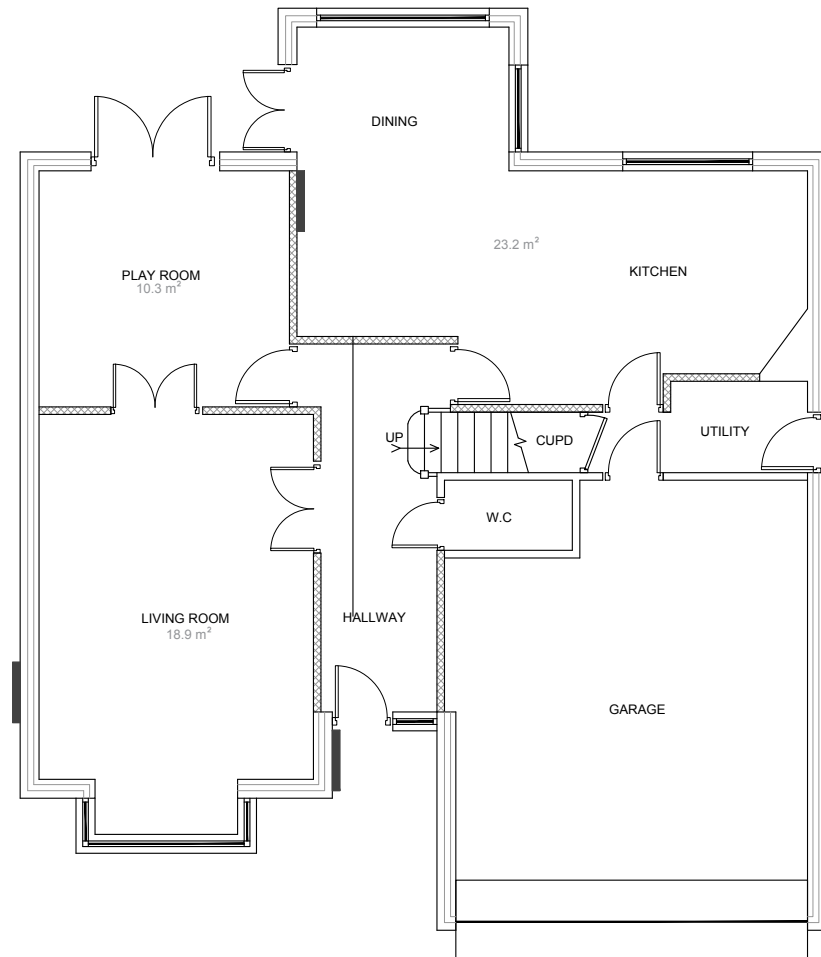 DINING
23.2 m²
KITCHEN
PLAY ROOM
10.3 m²
UP
CUPD
UTILITY
W.C
LIVING ROOM
18.9 m²
HALLWAY
GARAGE